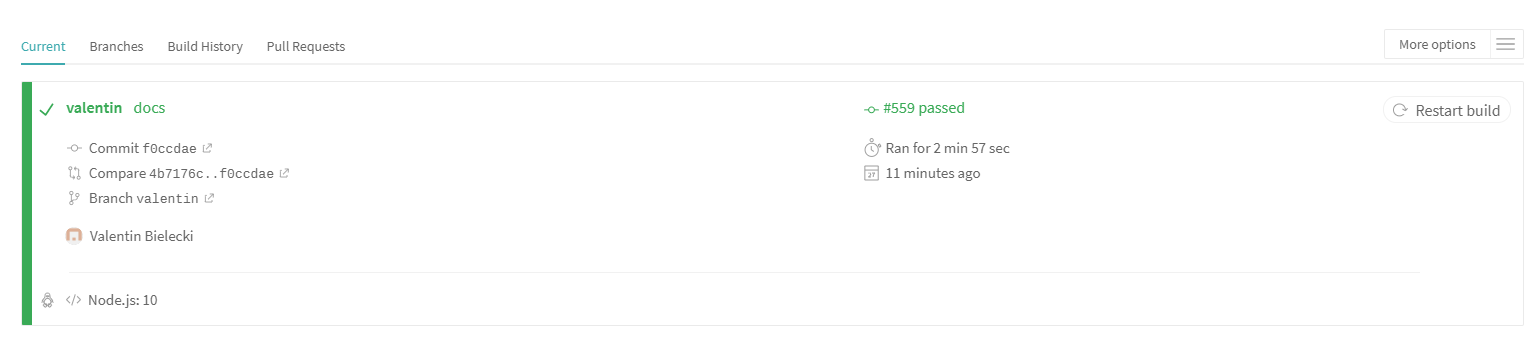 Current Branches Build History Pull Requests More options
valentin docs #559 passed Restart build
Commit f0ccdae Ran for 2 min 57 sec
Compare 4b7176c..f0ccdae 11 minutes ago
Branch valentin
Valentin Bielecki
</> Node.js: 10